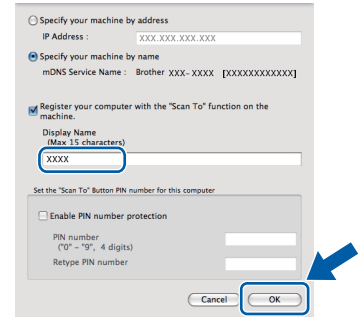 Specify your machine by address
IP Address : XXX.XXX.XXX.XXX
Specify your machine by name
mDNS Service Name : Brother XXX-XXXX [XXXXXXXXXXXX]
Register your computer with the "Scan To" function on the
machine.
Display Name
(Max 15 characters)
XXXX
Set the "Scan To" Button PIN number for this computer
Enable PIN number protection
PIN number
("0" – "9", 4 digits)
Retype PIN number
Cancel OK